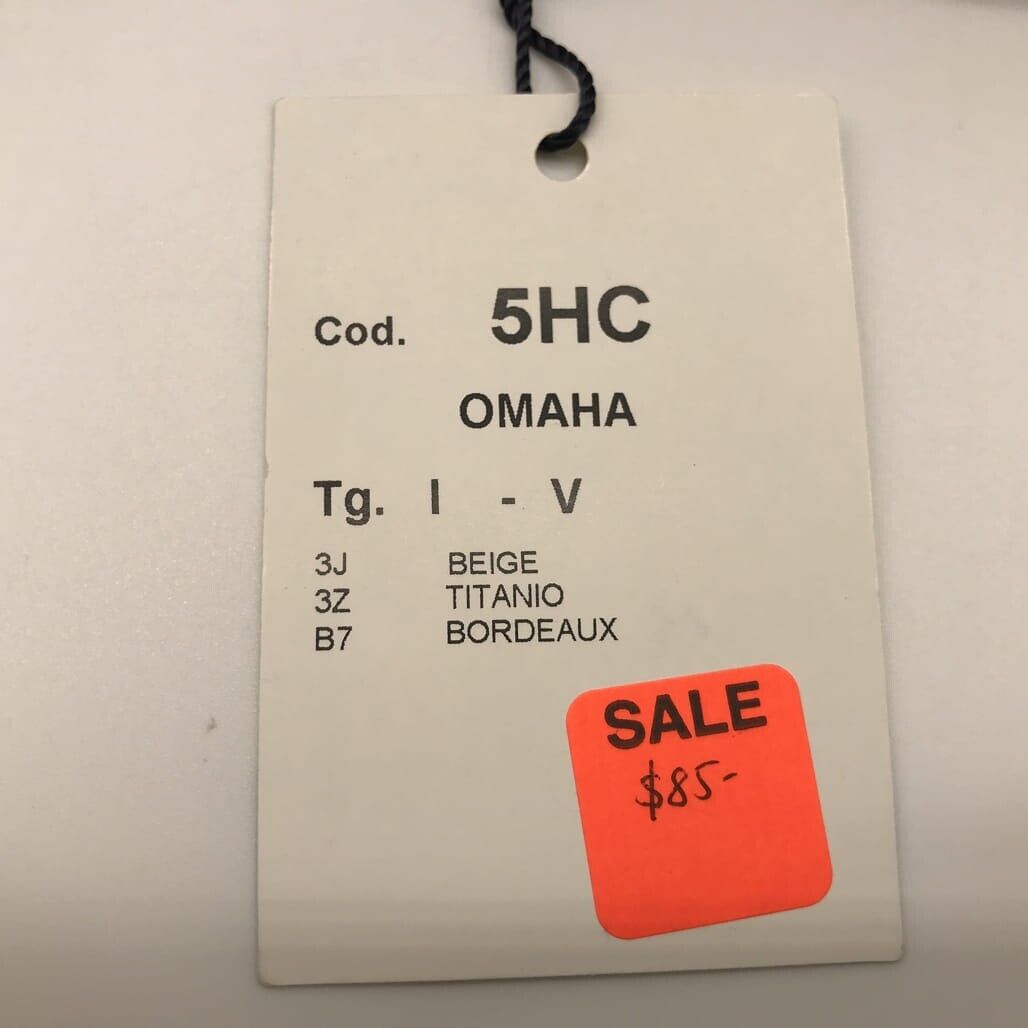 Cod. 5HC
OMAHA
Tg. I - V
3J BEIGE
3Z TITANIO
B7 BORDEAUX
SALE
$85-